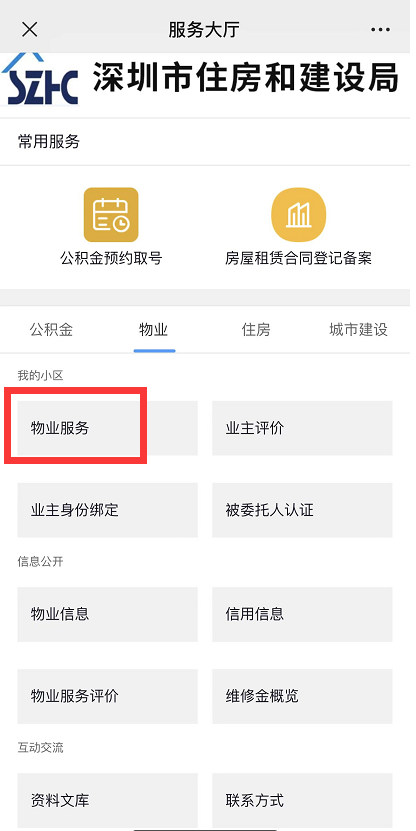 服务大厅
SZHC 深圳市住房和建设局
常用服务
公积金预约取号 房屋租赁合同登记备案
公积金 物业 住房 城市建设
我的小区
物业服务 业主评价
业主身份绑定 被委托人认证
信息公开
物业信息 信用信息
物业服务评价 维修金概览
互动交流
资料文库 联系方式